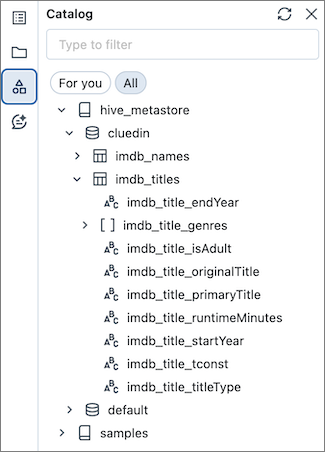 Catalog
Type to filter
For you All
hive_metastore
cluedin
imdb_names
imdb_titles
imdb_title_endYear
imdb_title_genres
imdb_title_isAdult
imdb_title_originalTitle
imdb_title_primaryTitle
imdb_title_runtimeMinutes
imdb_title_startYear
imdb_title_tconst
imdb_title_titleType
default
samples